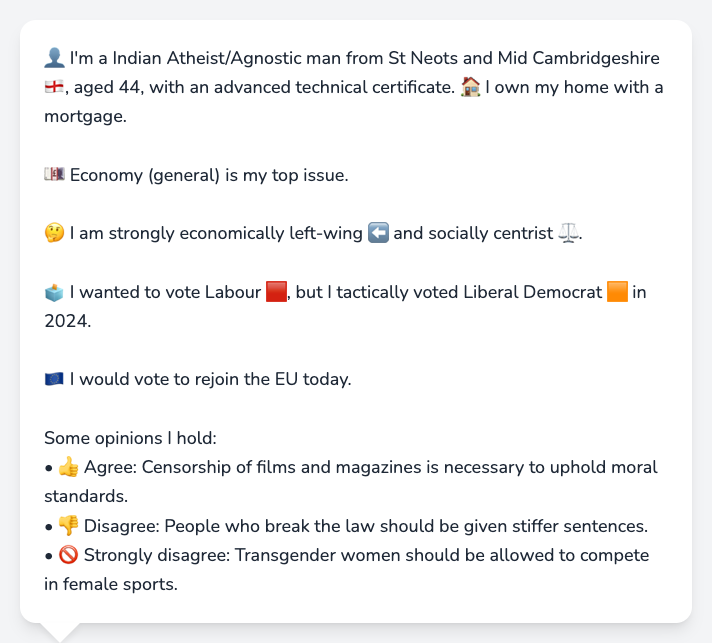 👤 I'm a Indian Atheist/Agnostic man from St Neots and Mid Cambridgeshire
🏴󠁧󠁢󠁥󠁮󠁧󠁿, aged 44, with an advanced technical certificate. 🏠 I own my home with a
mortgage.
💷 Economy (general) is my top issue.
🤔 I am strongly economically left-wing ⬅️ and socially centrist ⚖️.
🗳️ I wanted to vote Labour 🟥, but I tactically voted Liberal Democrat 🟧 in
2024.
🇪🇺 I would vote to rejoin the EU today.
Some opinions I hold:
• 👍 Agree: Censorship of films and magazines is necessary to uphold moral
standards.
• 👎 Disagree: People who break the law should be given stiffer sentences.
• 🚫 Strongly disagree: Transgender women should be allowed to compete
in female sports.